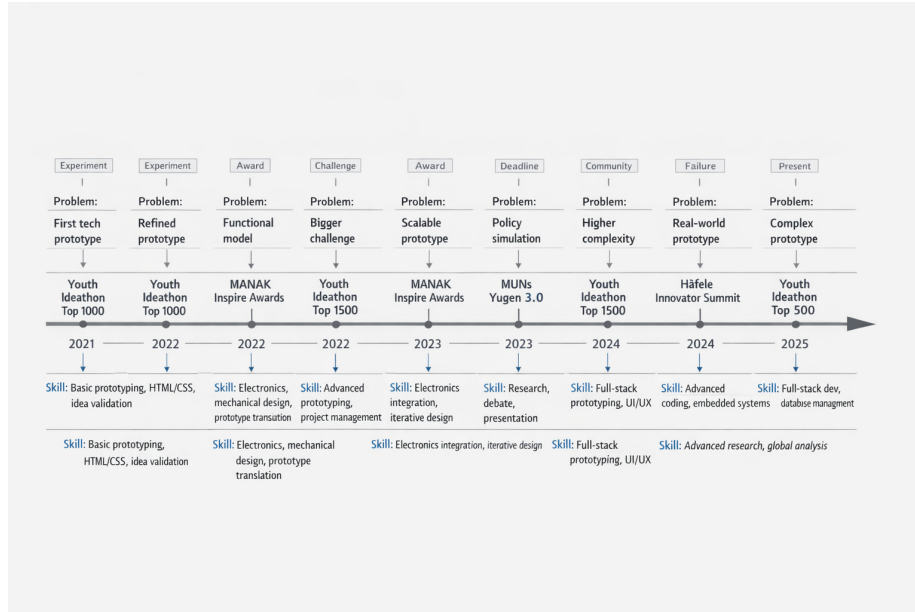 Experiment
Experiment
Award
Challenge
Award
Deadline
Community
Failure
Present
Problem:
First tech
prototype
Problem:
Refined
prototype
Problem:
Functional
model
Problem:
Bigger
challenge
Problem:
Scalable
prototype
Problem:
Policy
simulation
Problem:
Higher
complexity
Problem:
Real-world
prototype
Problem:
Complex
prototype
Youth
Ideathon
Top 1000
Youth
Ideathon
Top 1000
MANAK
Inspire Awards
Youth
Ideathon
Top 1500
MANAK
Inspire Awards
MUNs
Yugen 3.0
Youth
Ideathon
Top 1500
Häfele
Innovator Summit
Youth
Ideathon
Top 500
2021
2022
2022
2022
2023
2023
2024
2024
2025
Skill: Basic prototyping, HTML/CSS,
idea validation
Skill: Electronics,
mechanical design,
prototype transation
Skill: Advanced
prototyping,
project management
Skill: Electronics
integration,
iterative design
Skill: Research,
debate,
presentation
Skill: Full-stack
prototyping, UI/UX
Skill: Advanced
coding, embedded systems
Skill: Full-stack dev,
database managment
Skill: Basic prototyping,
HTML/CSS, idea validation
Skill: Electronics, mechanical
design, prototype
translation
Skill: Electronics integration, iterative design
Skill: Full-stack
prototyping, UI/UX
Skill: Advanced research, global analysis